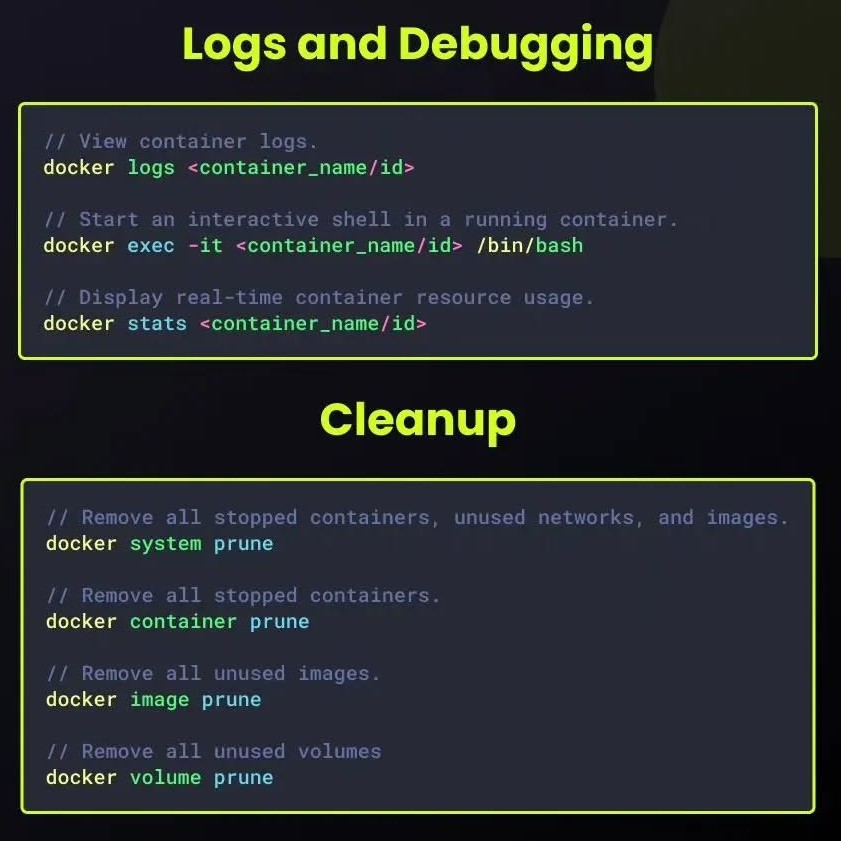 Logs and Debugging
// View container logs.
docker logs <container_name/id>
// Start an interactive shell in a running container.
docker exec -it <container_name/id> /bin/bash
// Display real-time container resource usage.
docker stats <container_name/id>
Cleanup
// Remove all stopped containers, unused networks, and images.
docker system prune
// Remove all stopped containers.
docker container prune
// Remove all unused images.
docker image prune
// Remove all unused volumes
docker volume prune